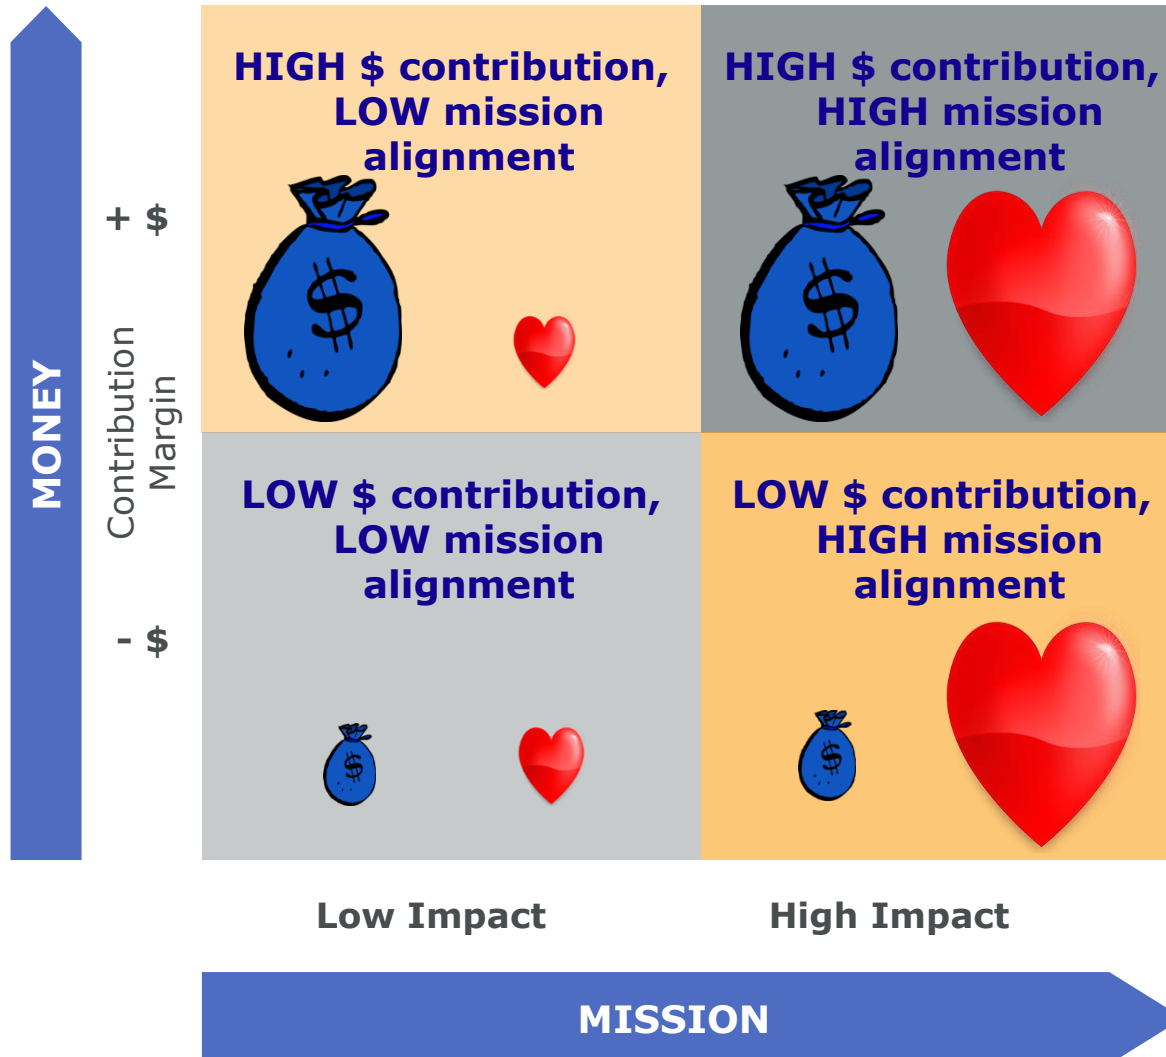 HIGH $ contribution,
LOW mission
alignment
HIGH $ contribution,
HIGH mission
alignment
+ $
$
$
MONEY
Contribution
Margin
LOW $ contribution,
LOW mission
alignment
LOW $ contribution,
HIGH mission
alignment
- $
$
$
Low Impact
High Impact
MISSION